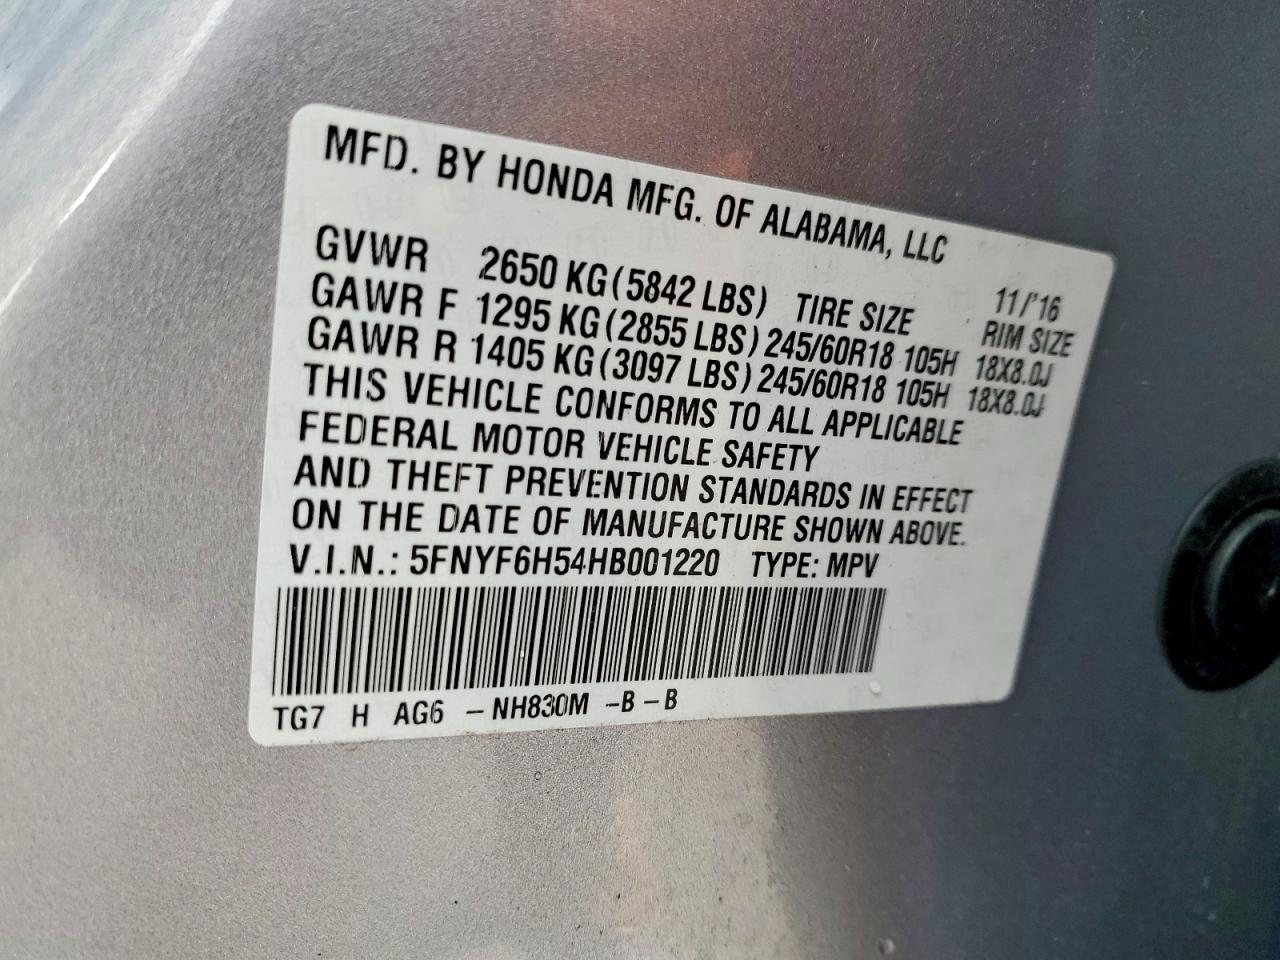 MFD. BY HONDA MFG. OF ALABAMA, LLC
11/'16
GVWR 2650 KG(5842 LBS) TIRE SIZE RIM SIZE
GAWR F 1295 KG(2855 LBS) 245/60R18 105H 18X8.0J
GAWR R 1405 KG(3097 LBS) 245/60R18 105H 18X8.0J
THIS VEHICLE CONFORMS TO ALL APPLICABLE
FEDERAL MOTOR VEHICLE SAFETY
AND THEFT PREVENTION STANDARDS IN EFFECT
ON THE DATE OF MANUFACTURE SHOWN ABOVE.
V.I.N.: 5FNYF6H54HB001220 TYPE: MPV
TG7 H AG6 -NH830M -B-B